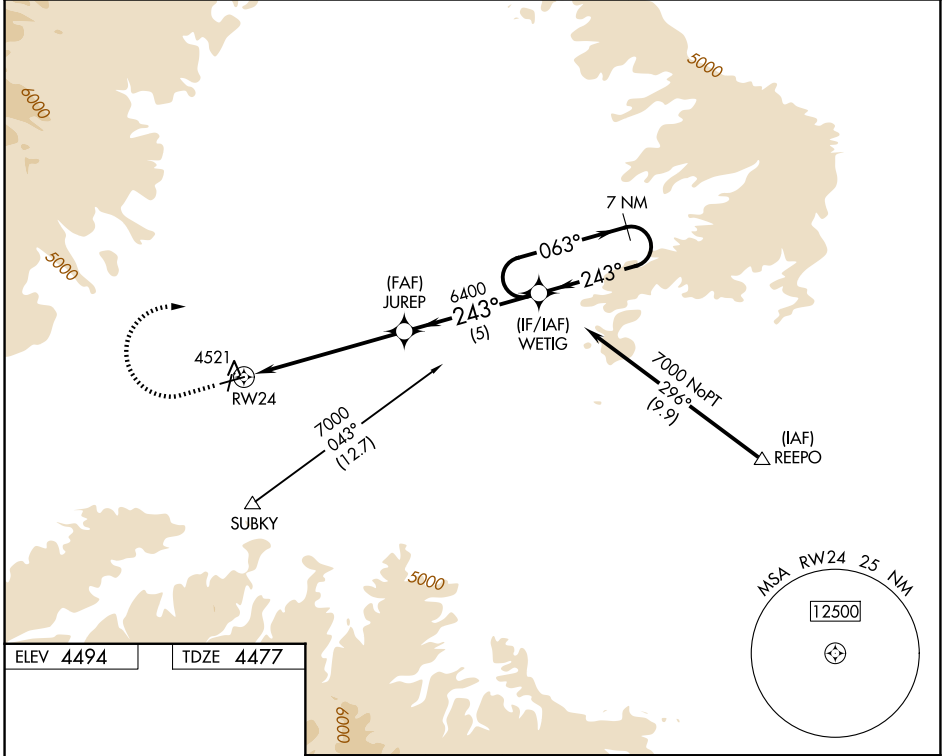 5000
6000
7 NM
063°
5000
243°
(FAF)
JUREP
6400
243°
(5)
(IF/IAF)
WETIG
4521
RW24
7000 NoPT
296°
(9.9)
7000
043°
(12.7)
(IAF)
REEPO
SUBKY
5000
MSA RW24 25 NM
12500
ELEV 4494
TDZE 4477
6000